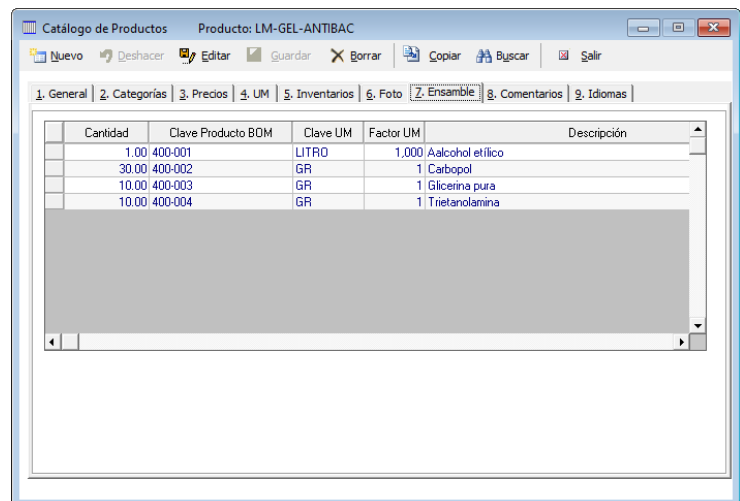 Catálogo de Productos Producto: LM-GEL-ANTIBAC
Nuevo Deshacer Editar Guardar Borrar Copiar Buscar Salir
1. General 2. Categorías 3. Precios 4. UM 5. Inventarios 6. Foto 7. Ensamble 8. Comentarios 9. Idiomas
Cantidad Clave Producto BOM Clave UM Factor UM Descripción
1.00 400-001 LITRO 1,000 Aalcohol etílico
30.00 400-002 GR 1 Carbopol
10.00 400-003 GR 1 Glicerina pura
10.00 400-004 GR 1 Trietanolamina